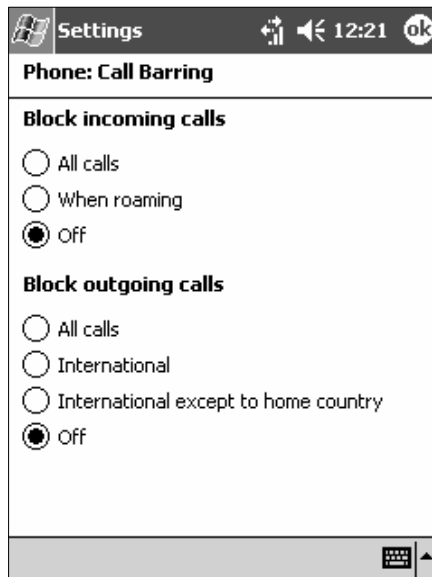 Settings 12:21 ok
Phone: Call Barring
Block incoming calls
All calls
When roaming
Off
Block outgoing calls
All calls
International
International except to home country
Off